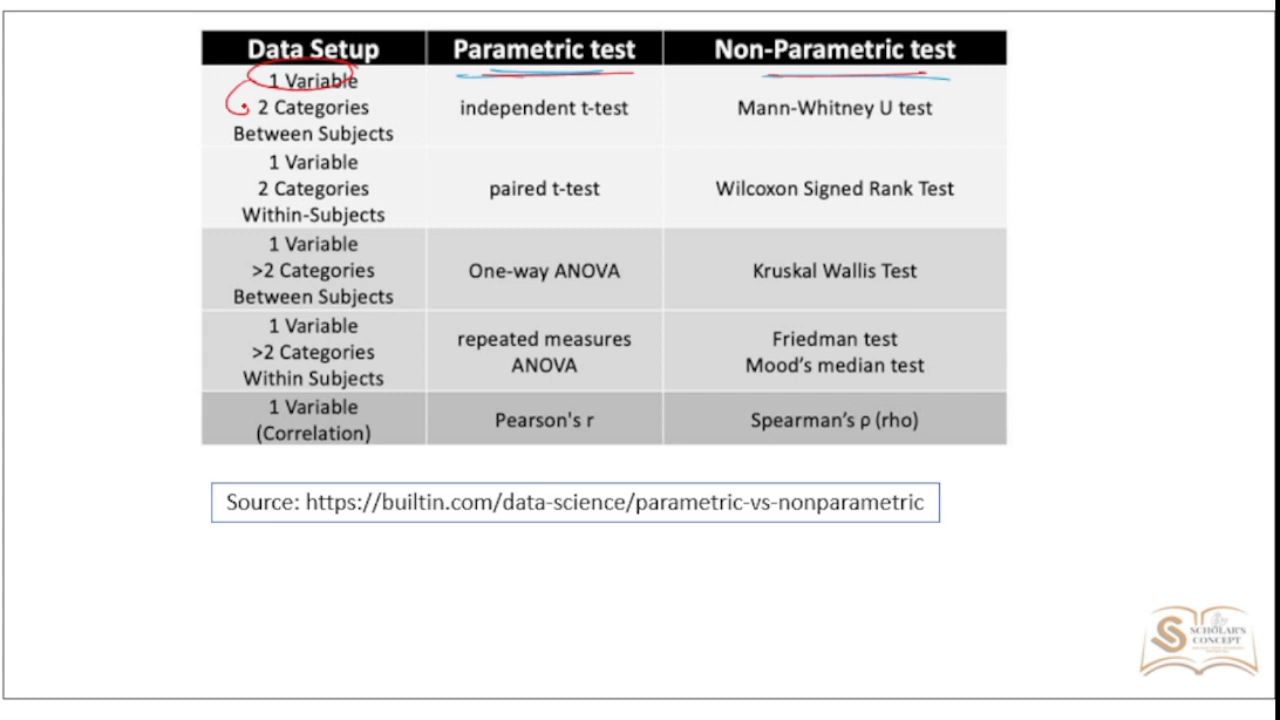 Data Setup Parametric test Non-Parametric test
1 Variable
2 Categories independent t-test Mann-Whitney U test
Between Subjects
1 Variable
2 Categories paired t-test Wilcoxon Signed Rank Test
Within-Subjects
1 Variable
>2 Categories One-way ANOVA Kruskal Wallis Test
Between Subjects
1 Variable
>2 Categories
Within Subjects
repeated measures
ANOVA
Friedman test
Mood’s median test
1 Variable
(Correlation)
Pearson's r
Spearman’s ρ (rho)
Source: https://builtin.com/data-science/parametric-vs-nonparametric
SCHOLAR'S
CONCEPT